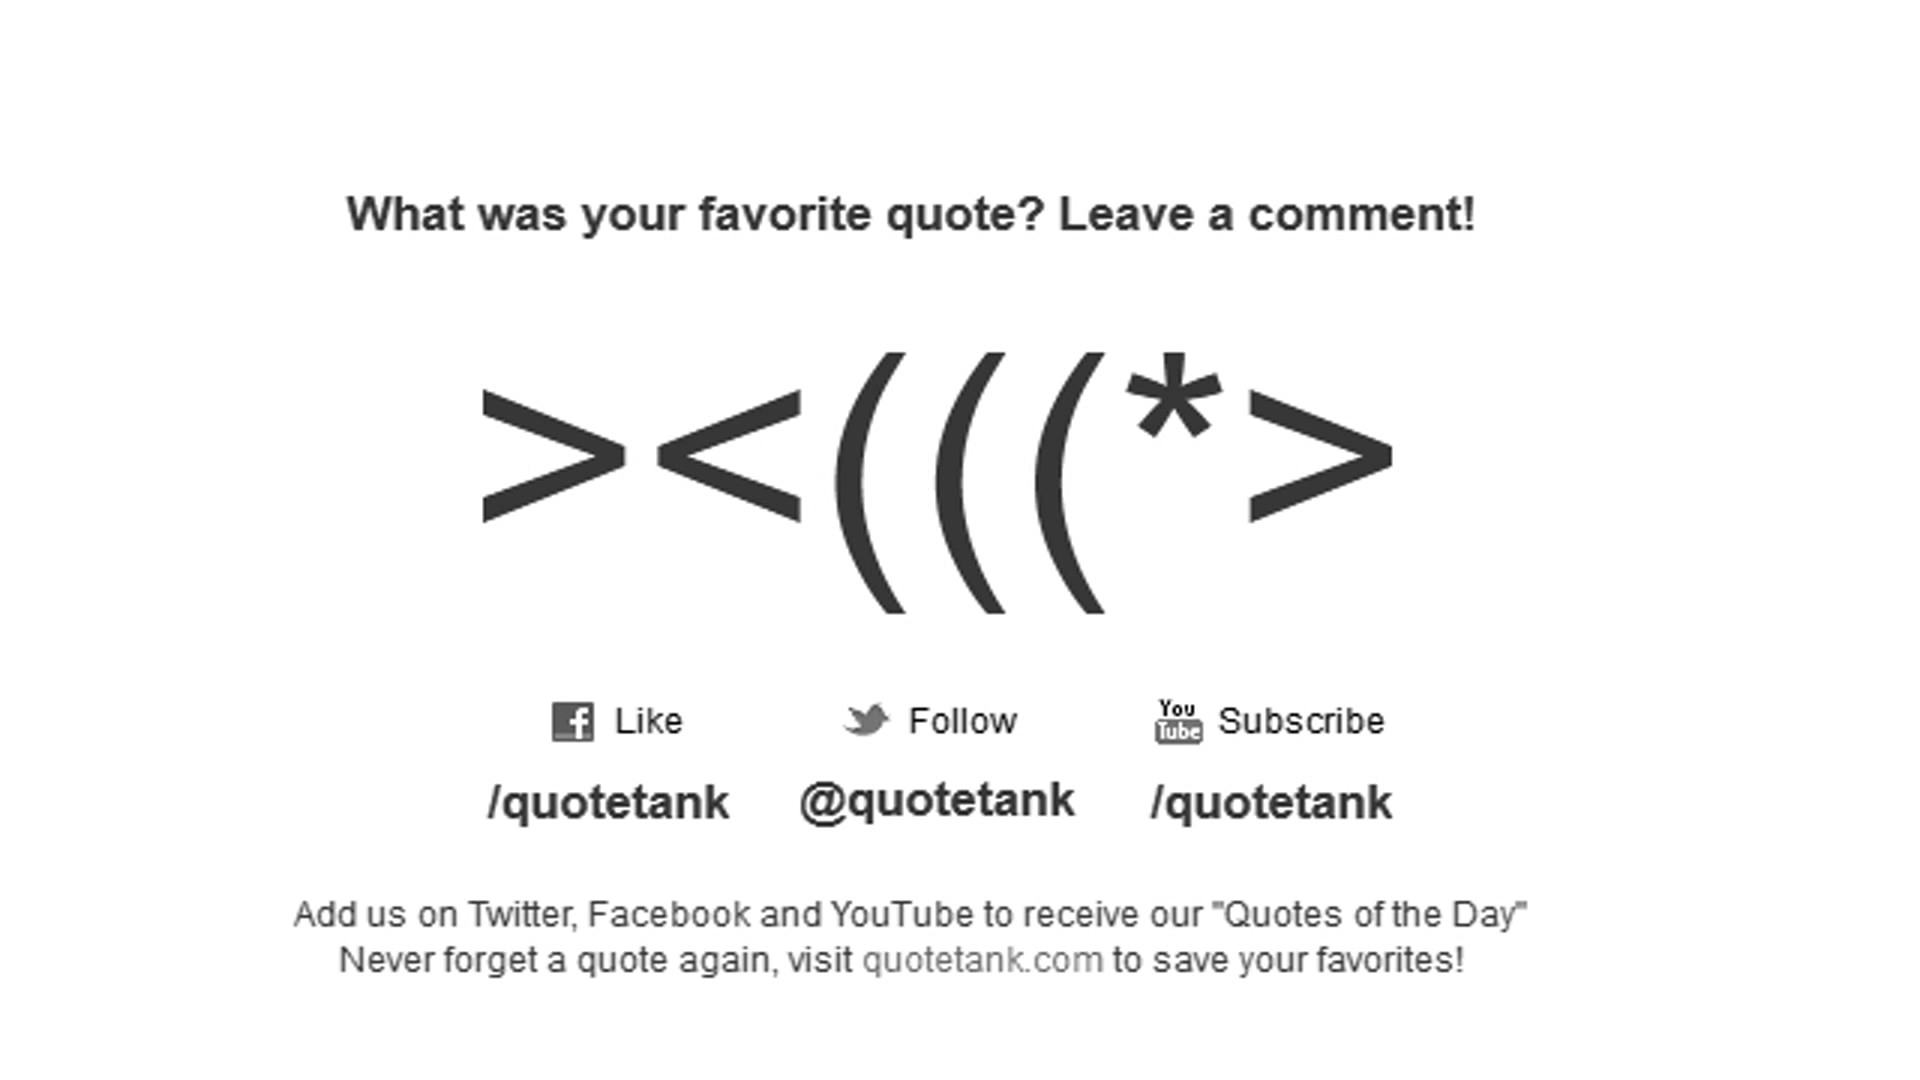 What was your favorite quote? Leave a comment!
><(((*>
f Like
Follow
You Tube Subscribe
/quotetank
@quotetank
/quotetank
Add us on Twitter, Facebook and YouTube to receive our "Quotes of the Day"
Never forget a quote again, visit quotetank.com to save your favorites!